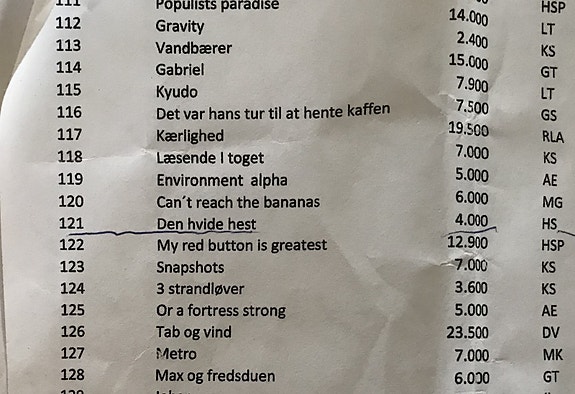 111 Populists paradise HSP
112 Gravity 14.000 LT
113 Vandbærer 2.400 KS
114 Gabriel 15.000 GT
115 Kyudo 7.900 LT
116 Det var hans tur til at hente kaffen 7.500 GS
117 Kærlighed 19.500 RLA
118 Læsende I toget 7.000 KS
119 Environment alpha 5.000 AE
120 Can´t reach the bananas 6.000 MG
121 Den hvide hest 4.000 HS
122 My red button is greatest 12.900 HSP
123 Snapshots 7.000 KS
124 3 strandløver 3.600 KS
125 Or a fortress strong 5.000 AE
126 Tab og vind 23.500 DV
127 Metro 7.000 MK
128 Max og fredsduen 6.000 GT